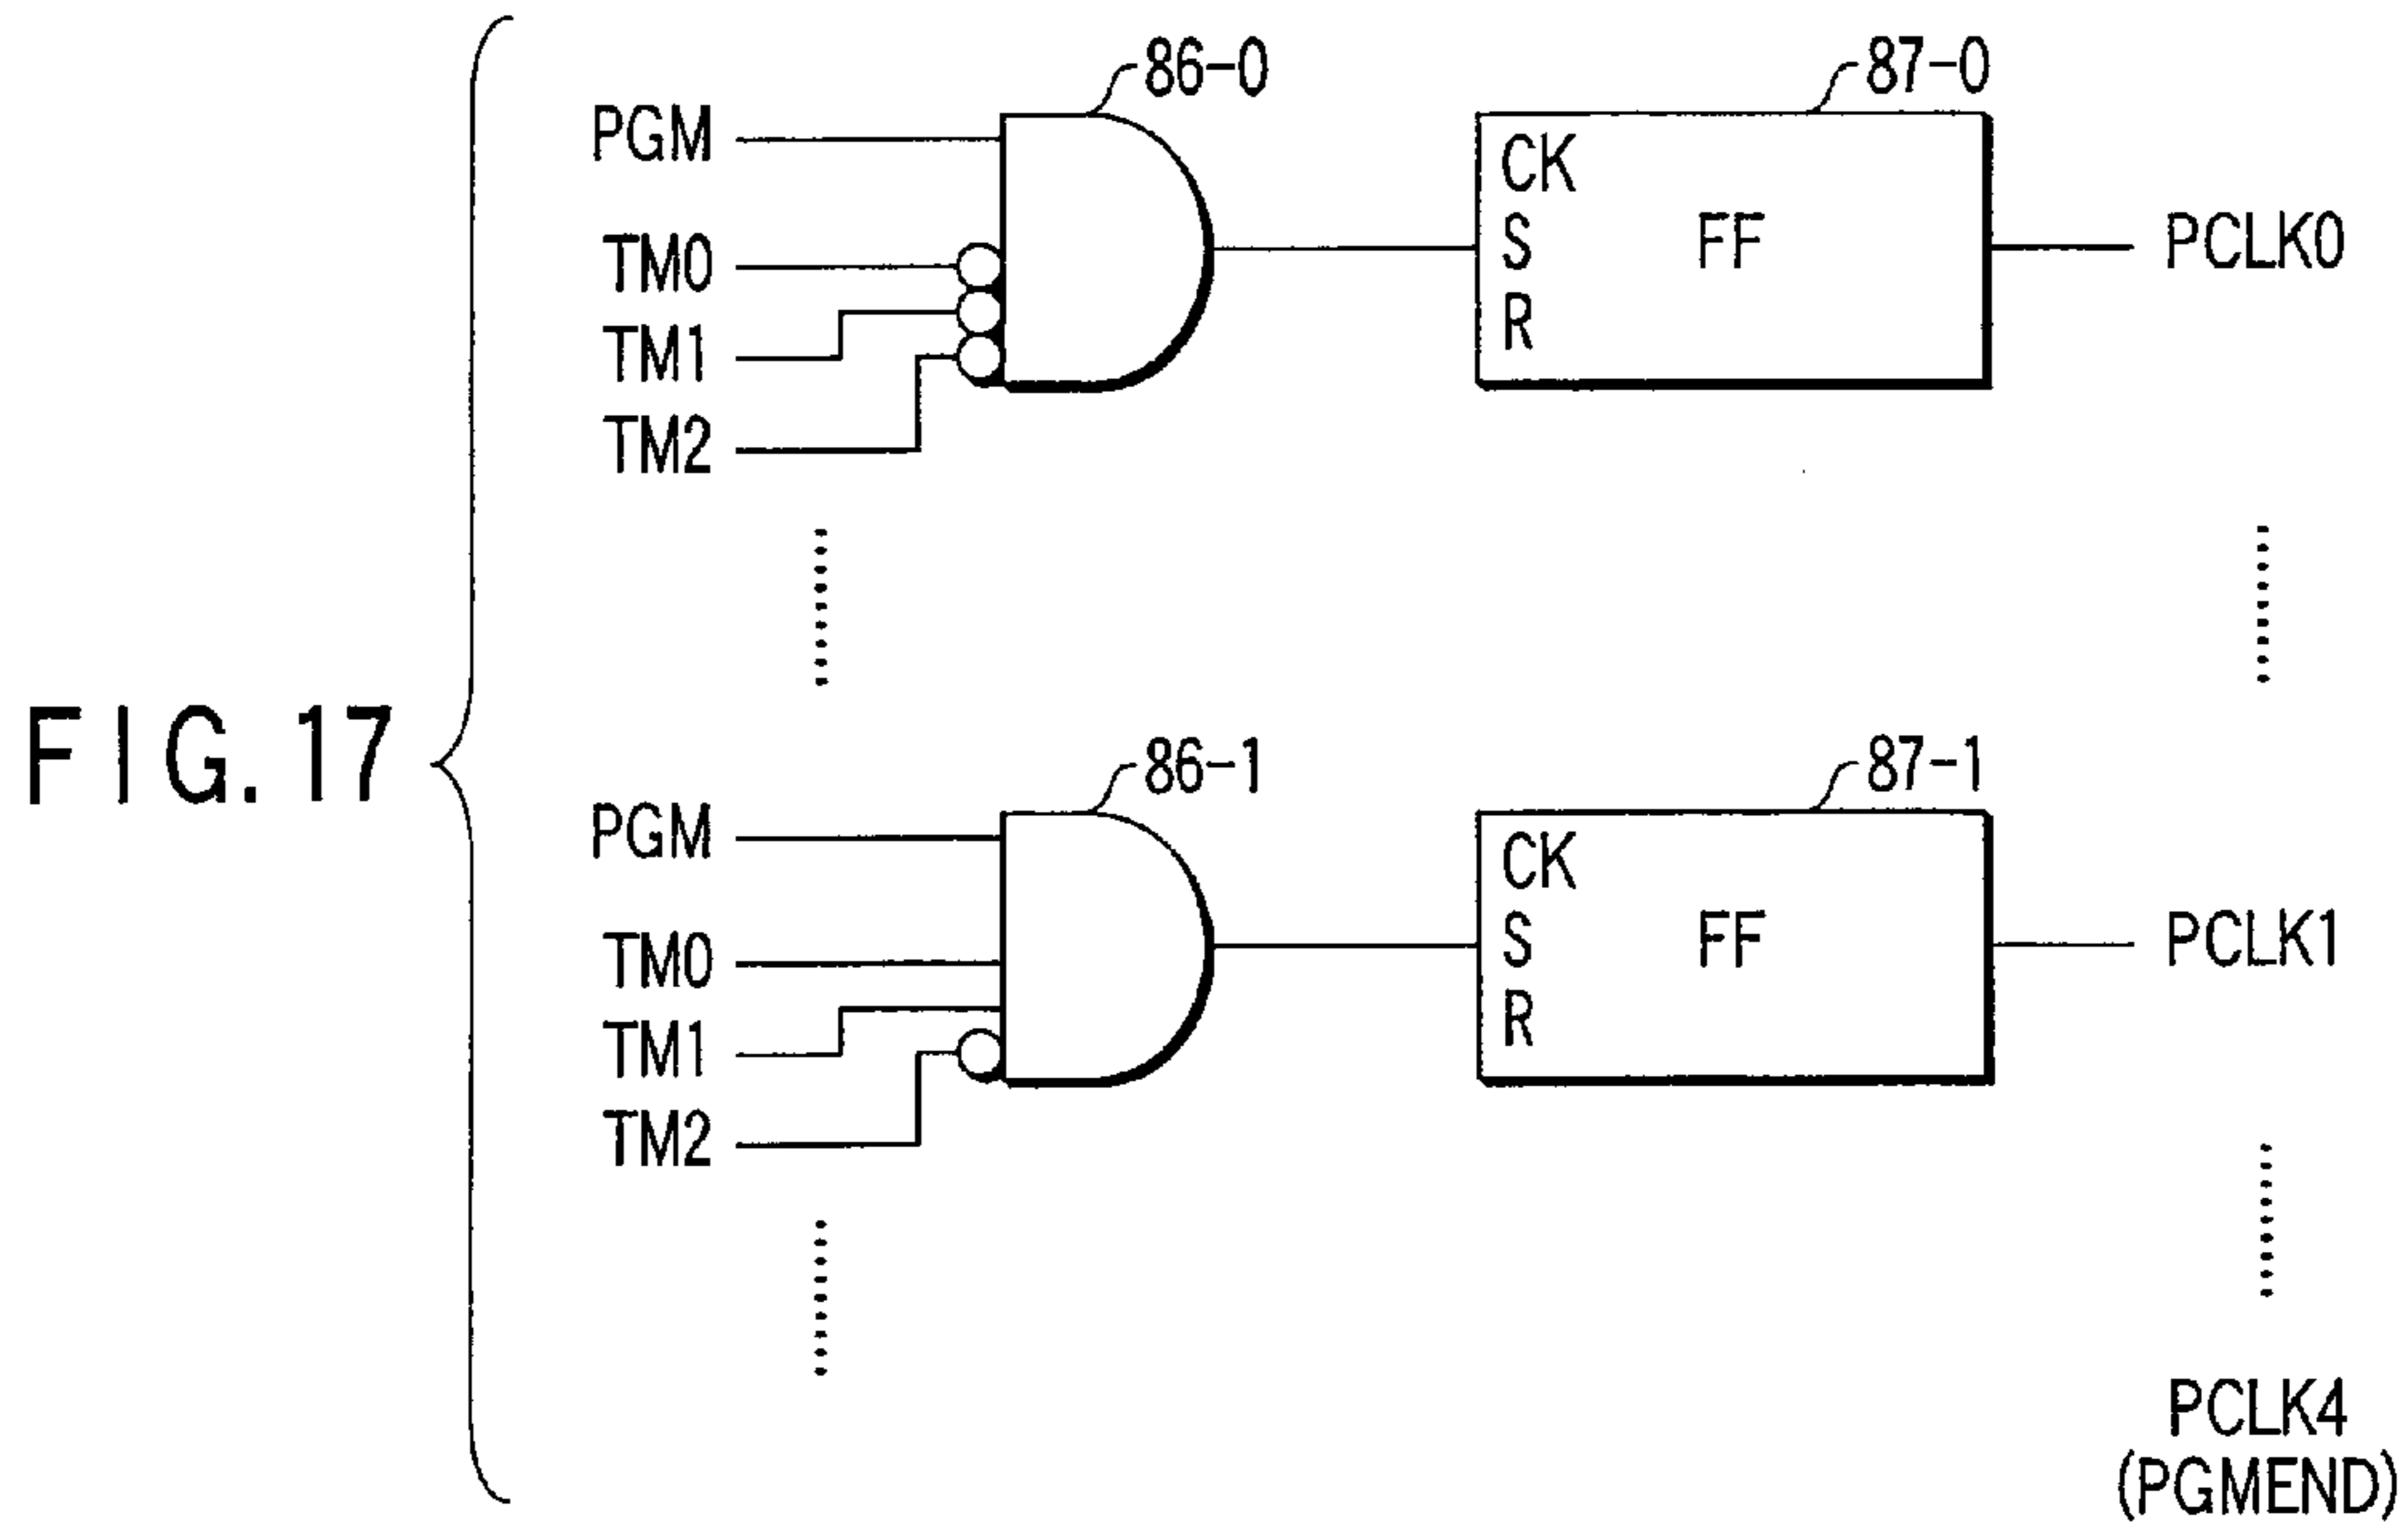 FIG. 17
86-0
87-0
PGM
TM0
TM1
TM2
CK
S
R
FF
PCLK0
86-1
87-1
PGM
TM0
TM1
TM2
CK
S
R
FF
PCLK1
PCLK4
(PGMEND)